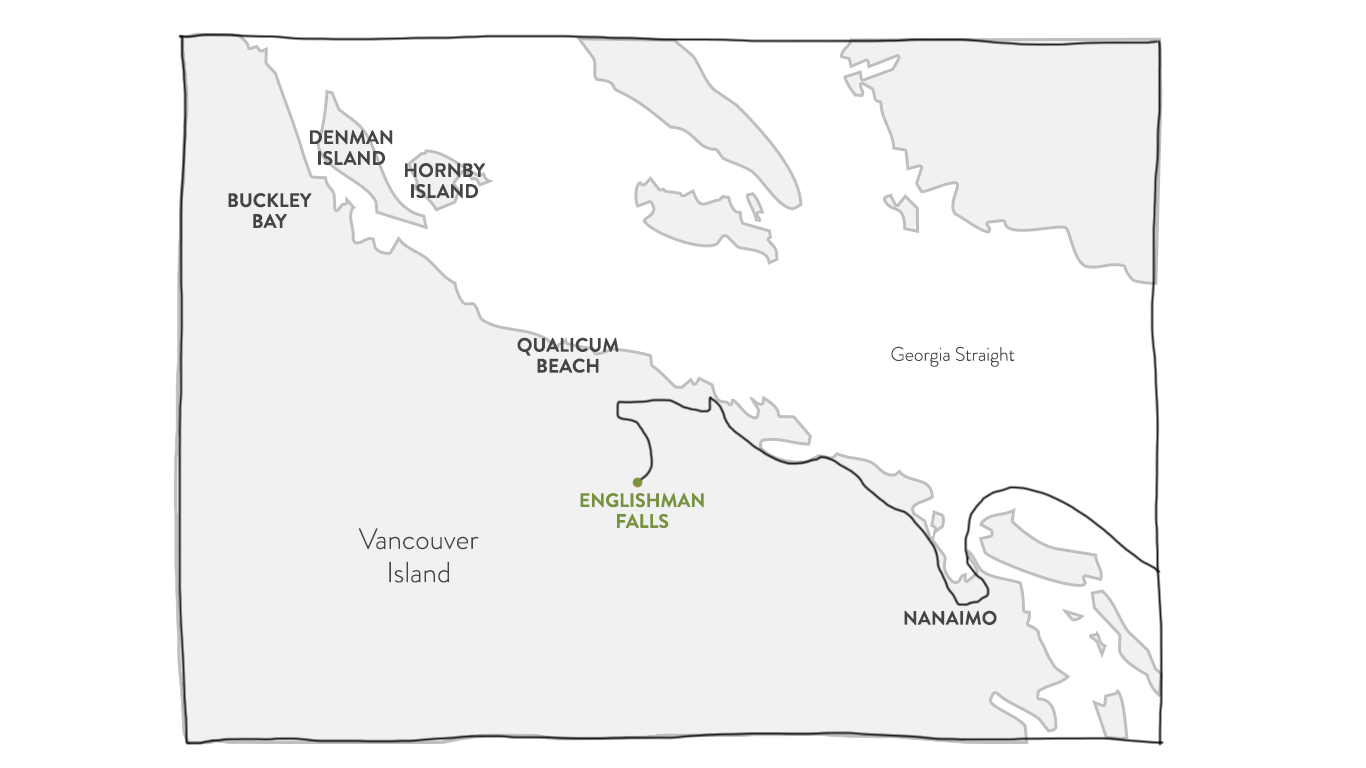 DENMAN
ISLAND
HORNBY
ISLAND
BUCKLEY
BAY
QUALICUM
BEACH
Georgia Straight
ENGLISHMAN
FALLS
Vancouver
Island
NANAIMO